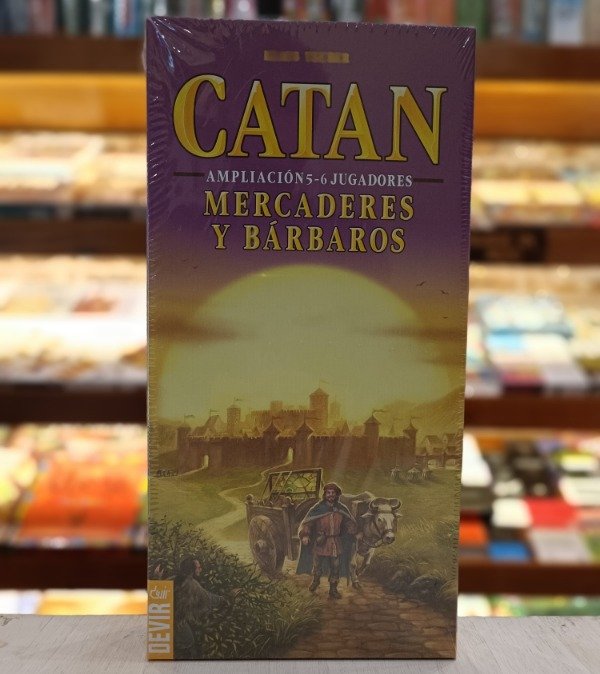 CATAN
AMPLIACIÓN 5-6 JUGADORES
MERCADERES
Y BÁRBAROS
DEVIR